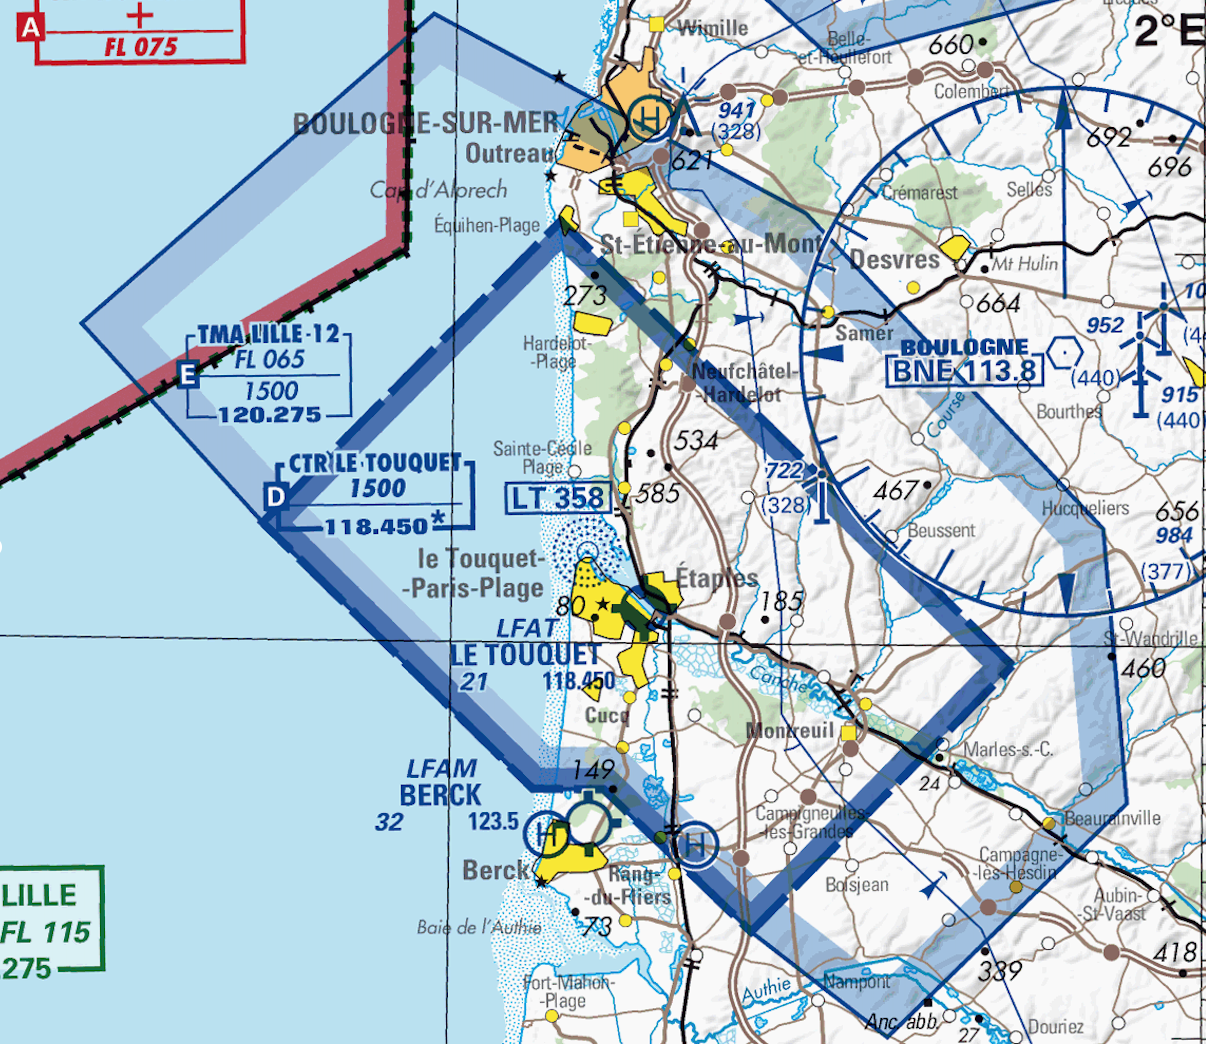 A
FL 075
Wimille
Belle-
-et-Houllefort
660
2°E
Colembert
BOULOGNE-SUR-MER
Outreau
H
941
(328)
621
692
696
Cap d'Alprech
Équihen-Plage
Crémarest
Selles
St-Étienne-au-Mont
Desvres
Mt Hulin
273
664
10
Hardelot-
-Plage
Samer
952
TMA LILLE 12
FL 065
E
1500
120.275
BOULOGNE
BNE 113.8
(440)
915
(440)
Neufchâtel-
-Hardelot
Bourthes
Course
Sainte-Cécile
Plage
534
585
CTR LE TOUQUET
1500
D
118.450*
LT 358
722
(328)
467
Hucqueliers
656
984
(377)
Beussent
le Touquet-
-Paris-Plage
Étaples
80
185
LFAT
LE TOUQUET
21
118.450
St-Wandrille
460
Canche
Cucq
Montreuil
Marles-s.-C.
24
149
LFAM
BERCK
32
123.5
H
H
Campigneulles
-les-Grandes
Beaurainville
Berck
Rang-
-du-Fliers
Boisjean
Campagne-
-lès-Hesdin
Aubin-
-St-Vaast
73
Baie de l'Authie
418
339
LILLE
FL 115
.275
Fort-Mahon-
-Plage
Authie
Nampont
Anc. abb.
27
Douriez